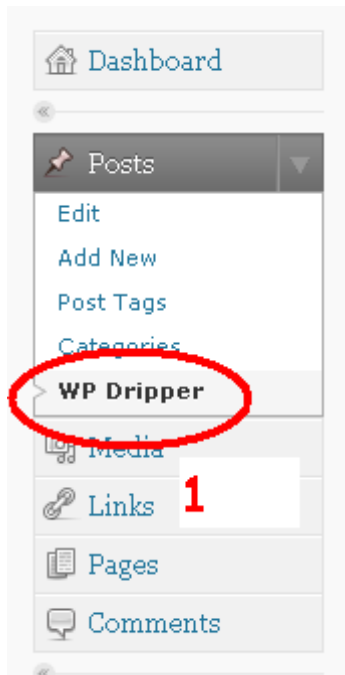 Dashboard
Posts
Edit
Add New
Post Tags
Categories
WP Dripper
Media
1
Links
Pages
Comments